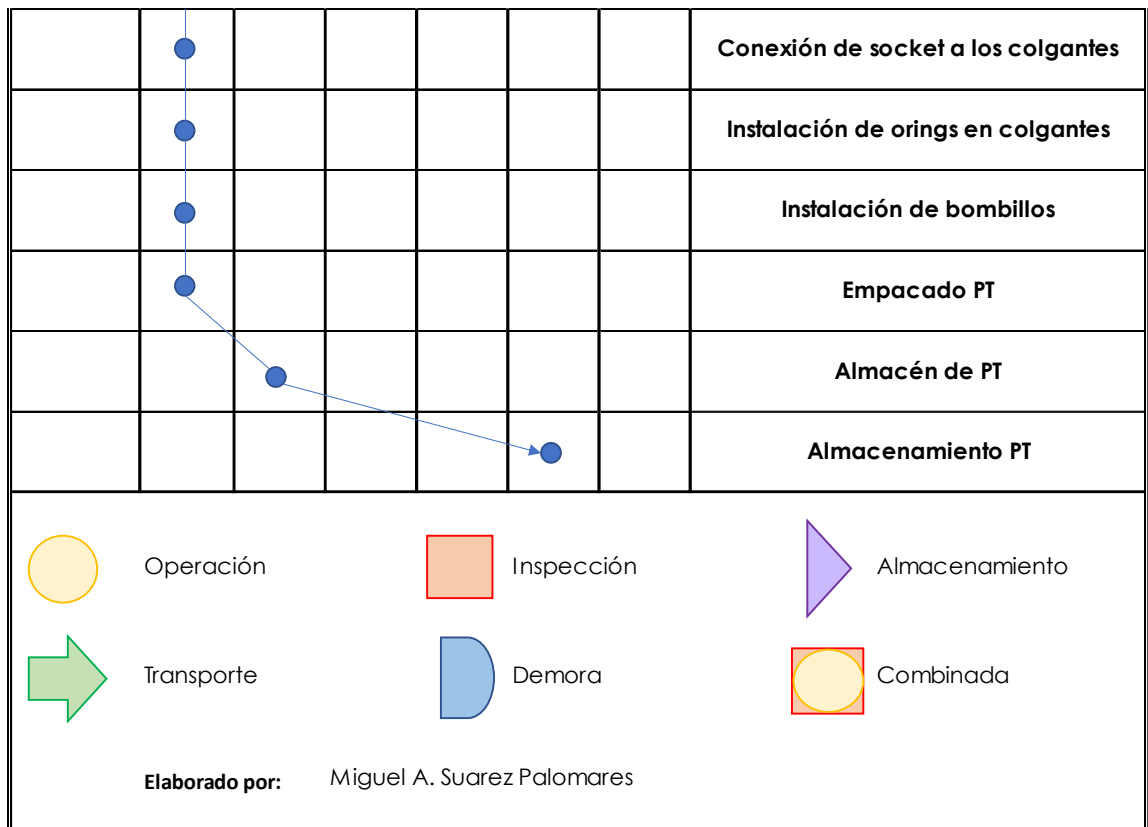 Conexión de socket a los colgantes
Instalación de orings en colgantes
Instalación de bombillos
Empacado PT
Almacén de PT
Almacenamiento PT
Operación
Inspección
Almacenamiento
Transporte
Demora
Combinada
Elaborado por: Miguel A. Suarez Palomares